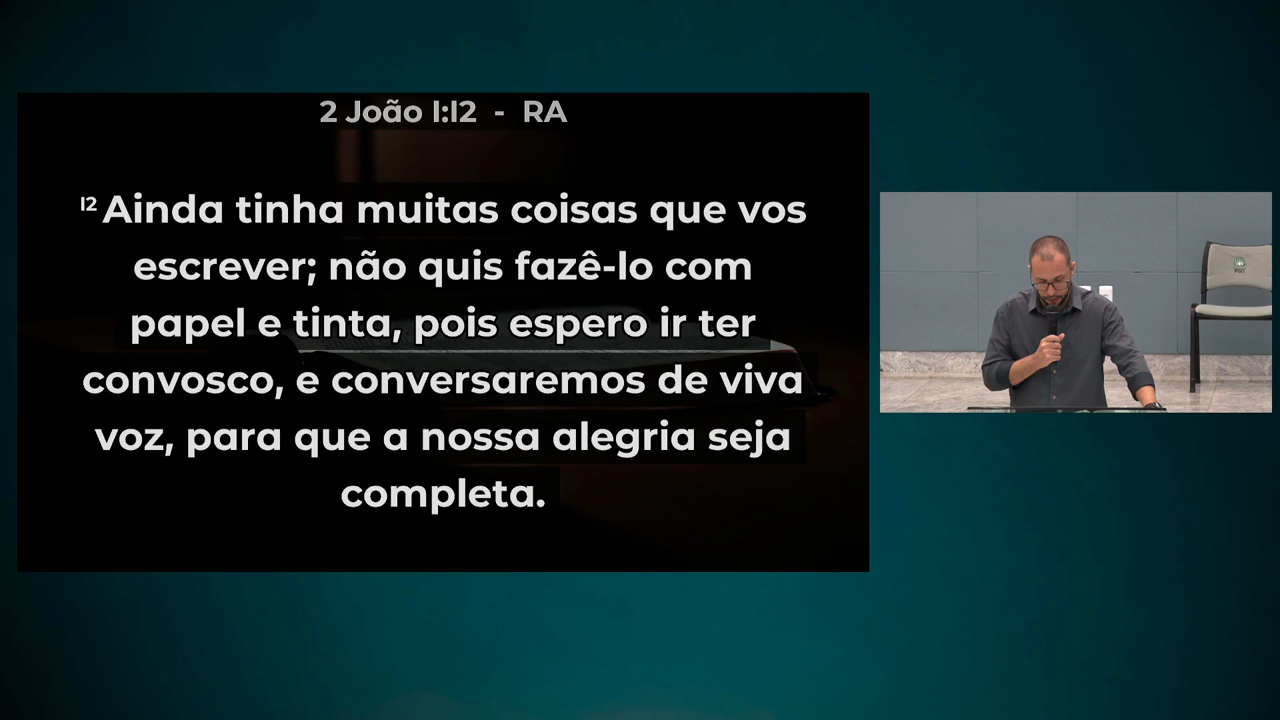 2 João 1:12 - RA
12 Ainda tinha muitas coisas que vos
escrever; não quis fazê-lo com
papel e tinta, pois espero ir ter
convosco, e conversaremos de viva
voz, para que a nossa alegria seja
completa.